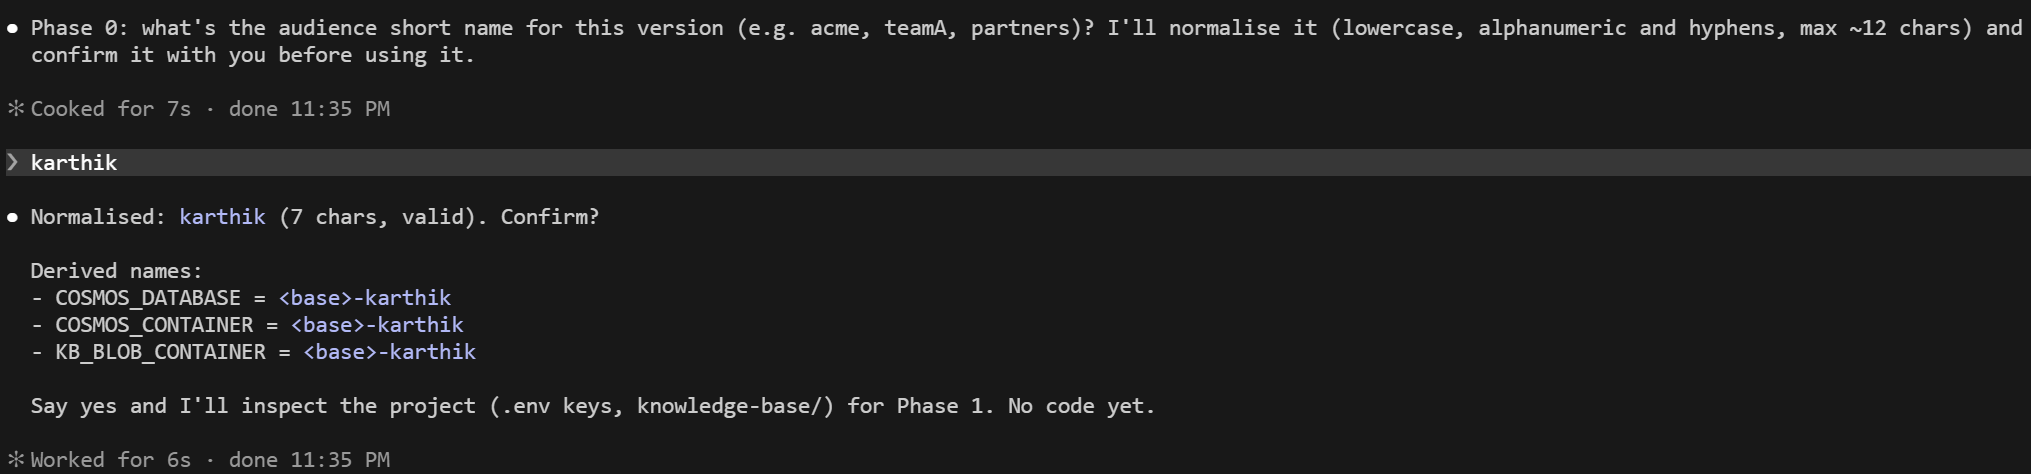 ● Phase 0: what's the audience short name for this version (e.g. acme, teamA, partners)? I'll normalise it (lowercase, alphanumeric and hyphens, max ~12 chars) and
confirm it with you before using it.
✻ Cooked for 7s · done 11:35 PM
❯ karthik
● Normalised: karthik (7 chars, valid). Confirm?
Derived names:
- COSMOS_DATABASE = <base>-karthik
- COSMOS_CONTAINER = <base>-karthik
- KB_BLOB_CONTAINER = <base>-karthik
Say yes and I'll inspect the project (.env keys, knowledge-base/) for Phase 1. No code yet.
✻ Worked for 6s · done 11:35 PM